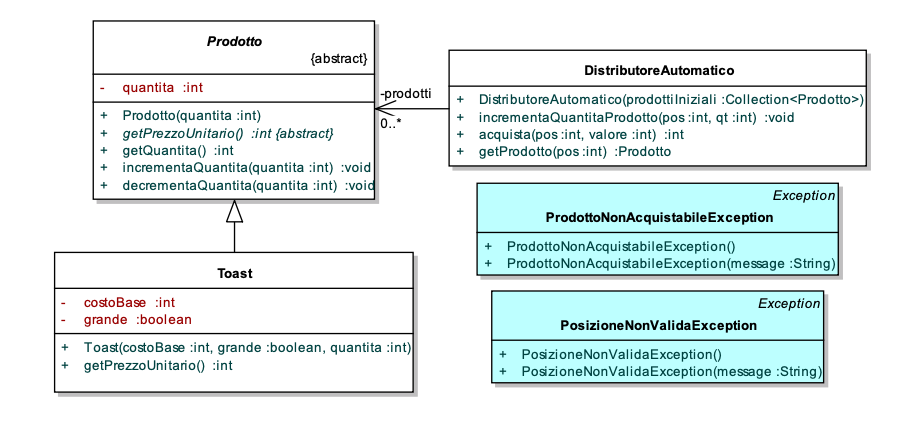 Prodotto
{abstract}
- quantita :int
+ Prodotto(quantita :int)
+ getPrezzoUnitario() :int {abstract}
+ getQuantita() :int
+ incrementaQuantita(quantita :int) :void
+ decrementaQuantita(quantita :int) :void
-prodotti
0..*
DistributoreAutomatico
+ DistributoreAutomatico(prodottiIniziali :Collection<Prodotto>)
+ incrementaQuantitaProdotto(pos :int, qt :int) :void
+ acquista(pos :int, valore :int) :int
+ getProdotto(pos :int) :Prodotto
Exception
ProdottoNonAcquistabileException
+ ProdottoNonAcquistabileException()
+ ProdottoNonAcquistabileException(message :String)
Toast
- costoBase :int
- grande :boolean
+ Toast(costoBase :int, grande :boolean, quantita :int)
+ getPrezzoUnitario() :int
Exception
PosizioneNonValidaException
+ PosizioneNonValidaException()
+ PosizioneNonValidaException(message :String)